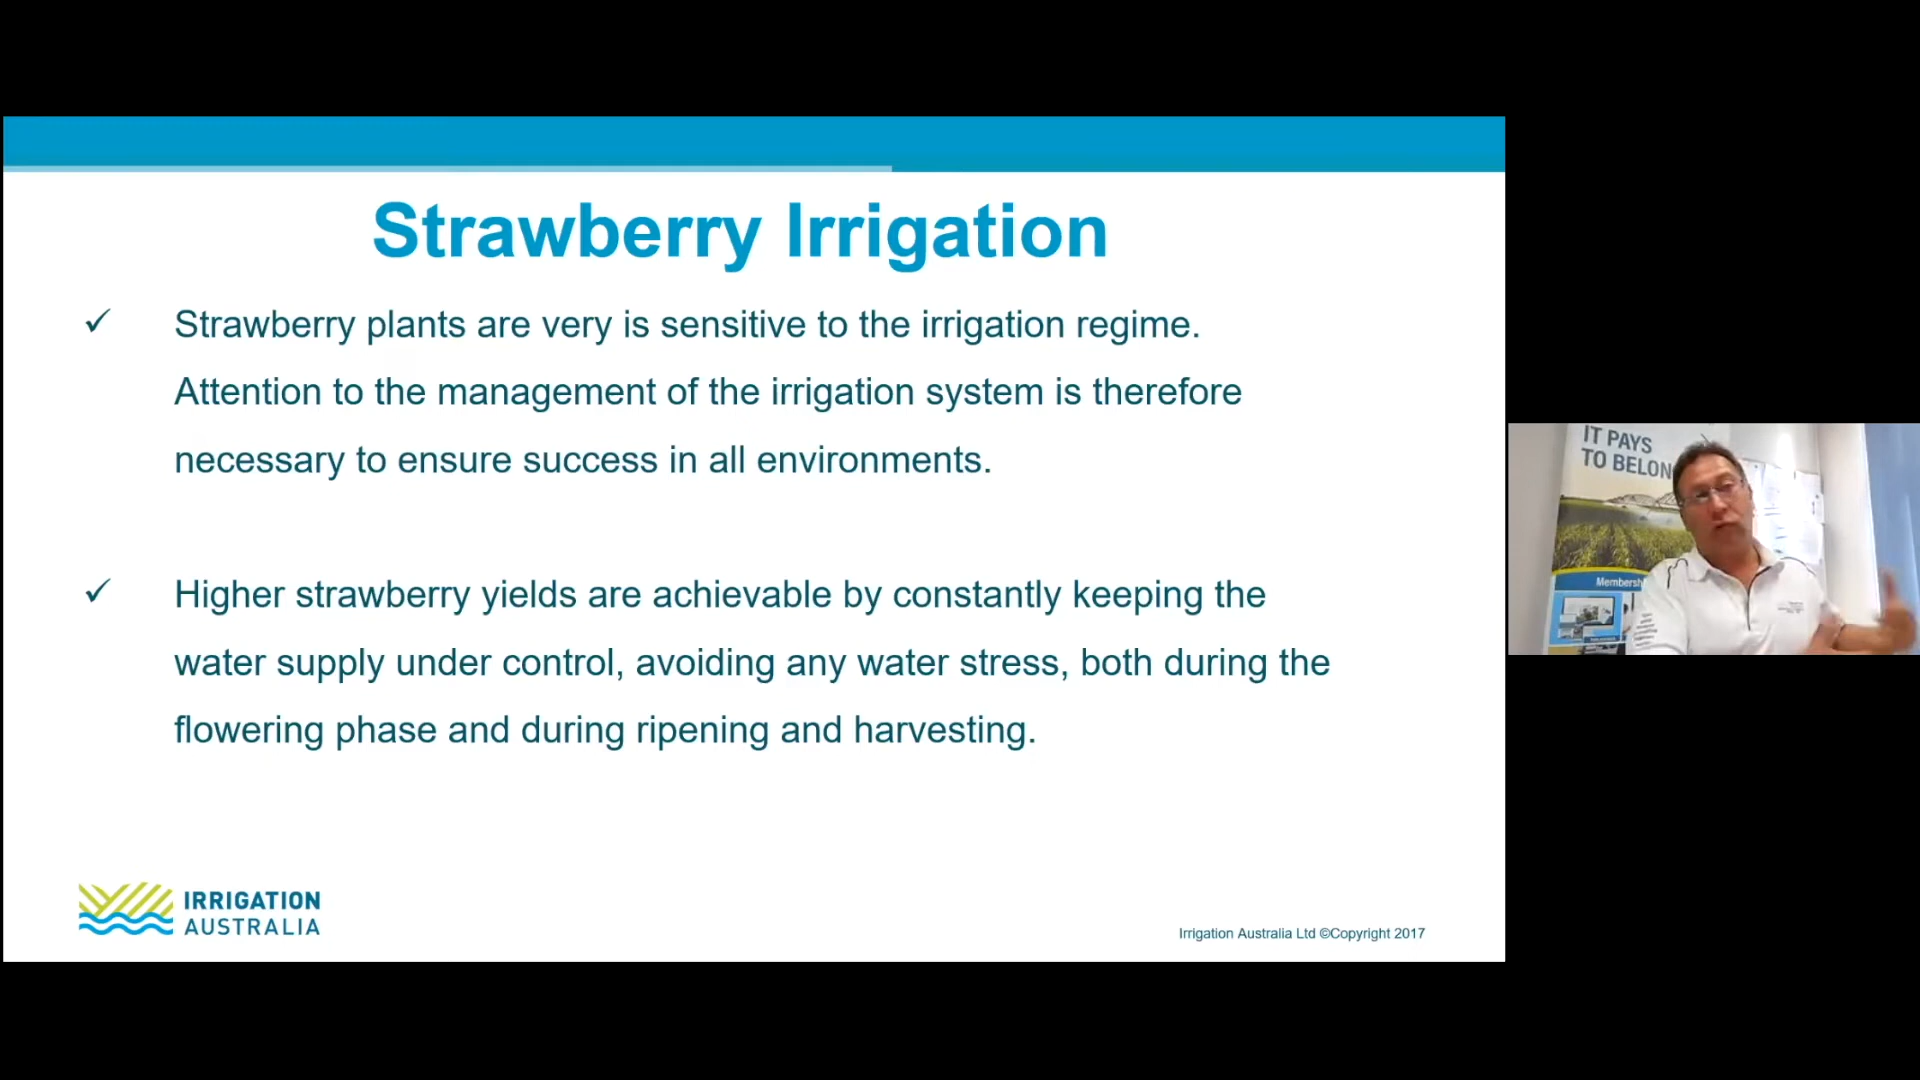 Strawberry Irrigation
✓ Strawberry plants are very is sensitive to the irrigation regime.
Attention to the management of the irrigation system is therefore
necessary to ensure success in all environments.
✓ Higher strawberry yields are achievable by constantly keeping the
water supply under control, avoiding any water stress, both during the
flowering phase and during ripening and harvesting.
IRRIGATION
AUSTRALIA
Irrigation Australia Ltd ©Copyright 2017
IT PAYS
TO BELON
Membersh